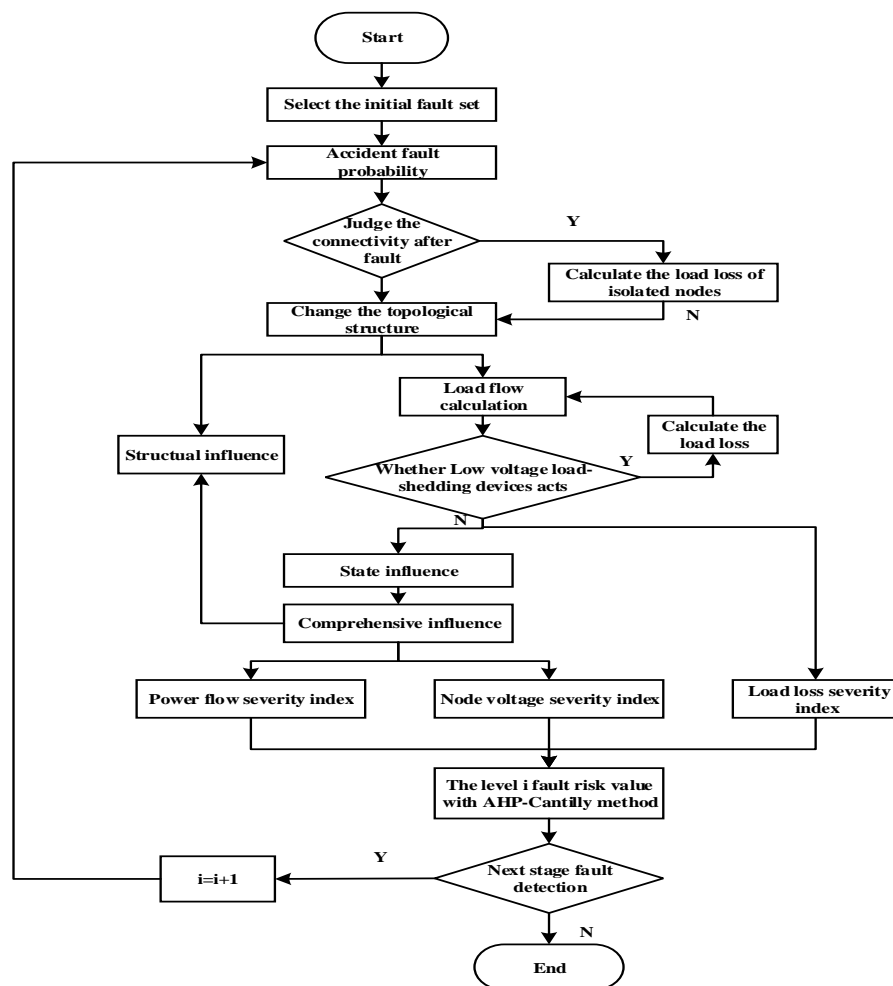 Start
Select the initial fault set
Accident fault
probability
Judge the
connectivity after
fault
Y
Calculate the load loss of
isolated nodes
N
Change the topological
structure
Load flow
calculation
Calculate the
load loss
Structual influence
Whether Low voltage load-
shedding devices acts
Y
N
State influence
Comprehensive influence
Power flow severity index
Node voltage severity index
Load loss severity
index
The level i fault risk value
with AHP-Cantilly method
Next stage fault
detection
Y
i=i+1
N
End